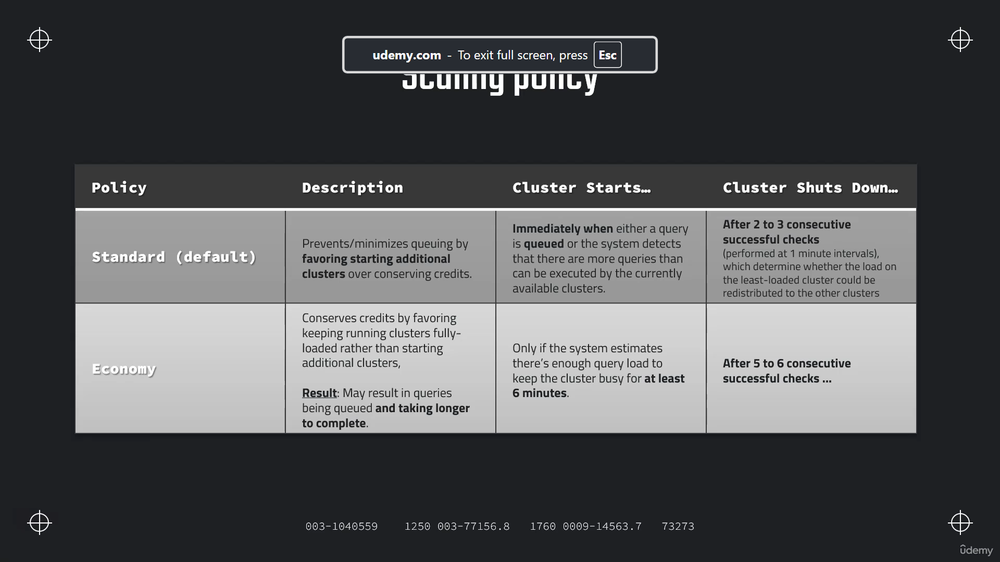 udemy.com - To exit full screen, press Esc
policy
Policy Description Cluster Starts… Cluster Shuts Down…
Standard (default)
Prevents/minimizes queuing by
favoring starting additional
clusters over conserving credits.
Immediately when either a query
is queued or the system detects
that there are more queries than
can be executed by the currently
available clusters.
After 2 to 3 consecutive
successful checks
(performed at 1 minute intervals),
which determine whether the load on
the least-loaded cluster could be
redistributed to the other clusters
Economy
Conserves credits by favoring
keeping running clusters fully-
loaded rather than starting
additional clusters,
Result: May result in queries
being queued and taking longer
to complete.
Only if the system estimates
there’s enough query load to
keep the cluster busy for at least
6 minutes.
After 5 to 6 consecutive
successful checks ...
003-1040559 1250 003-77156.8 1760 0009-14563.7 73273
ûdemy